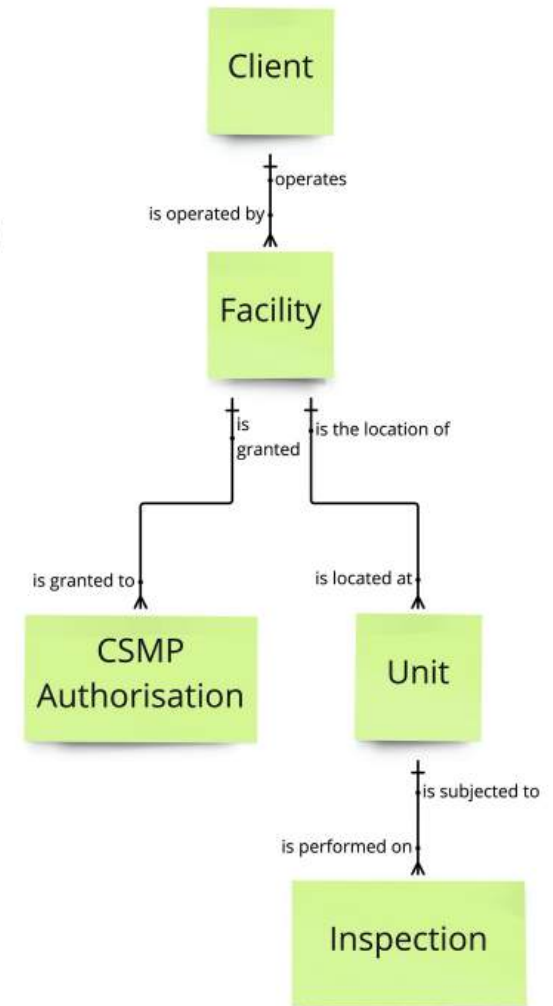 Client
operates
is operated by
Facility
is
granted
is the location of
is granted to
is located at
CSMP
Authorisation
Unit
is subjected to
is performed on
Inspection